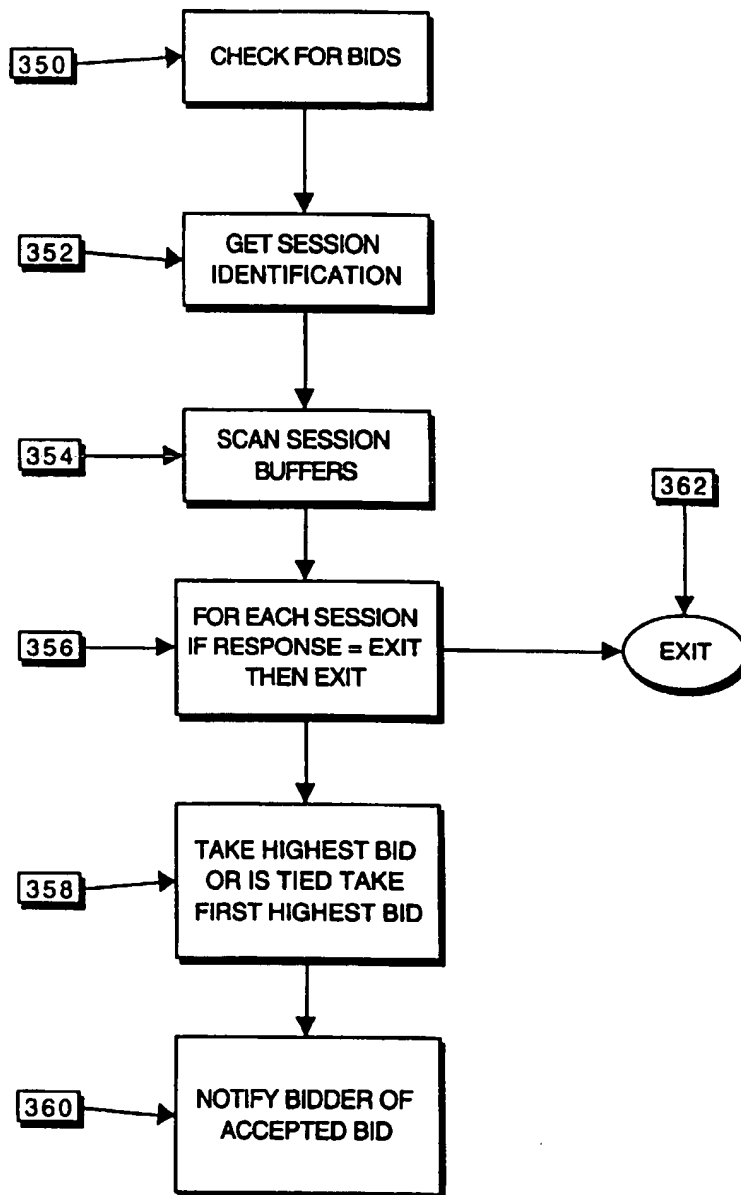 350
CHECK FOR BIDS
352
GET SESSION
IDENTIFICATION
354
SCAN SESSION
BUFFERS
362
356
FOR EACH SESSION
IF RESPONSE = EXIT
THEN EXIT
EXIT
358
TAKE HIGHEST BID
OR IS TIED TAKE
FIRST HIGHEST BID
360
NOTIFY BIDDER OF
ACCEPTED BID